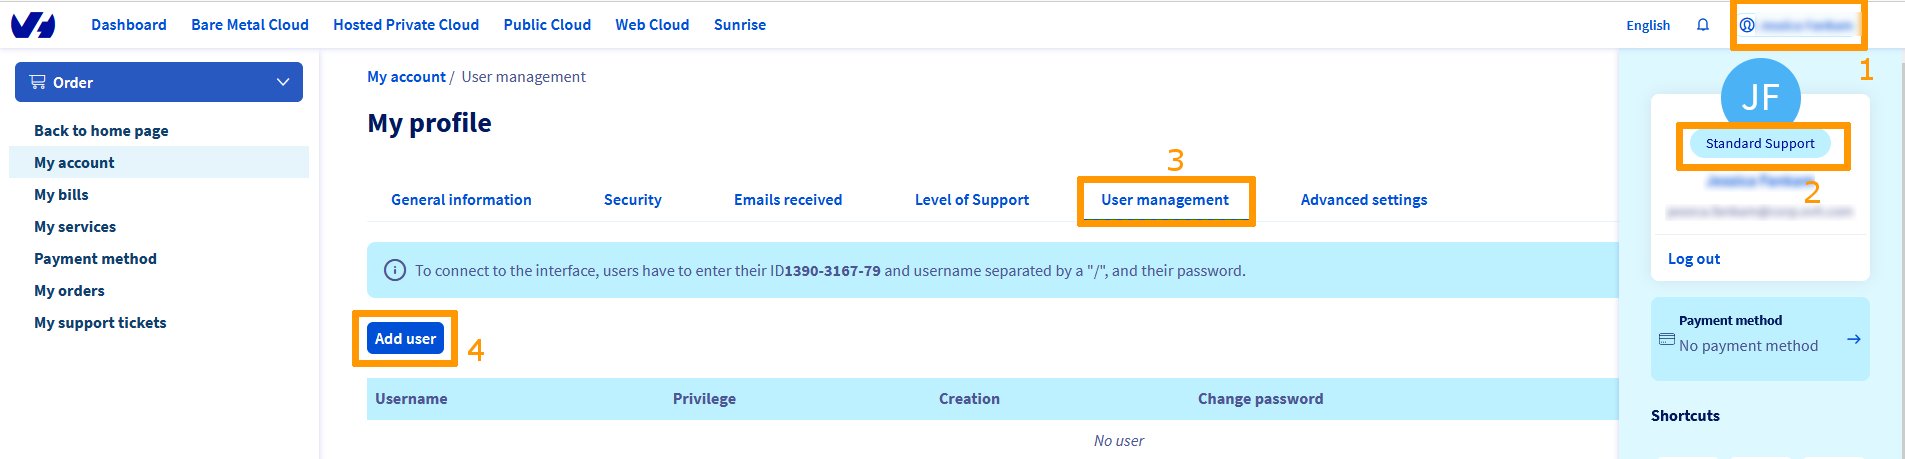 Dashboard Bare Metal Cloud Hosted Private Cloud Public Cloud Web Cloud Sunrise English
1
Order
Back to home page
My account
My bills
My services
Payment method
My orders
My support tickets
My account / User management
My profile
3
General information Security Emails received Level of Support User management Advanced settings
To connect to the interface, users have to enter their ID1390-3167-79 and username separated by a "/", and their password.
Add user
4
Username Privilege Creation Change password
No user
JF
Standard Support
2
Log out
Payment method
No payment method
Shortcuts